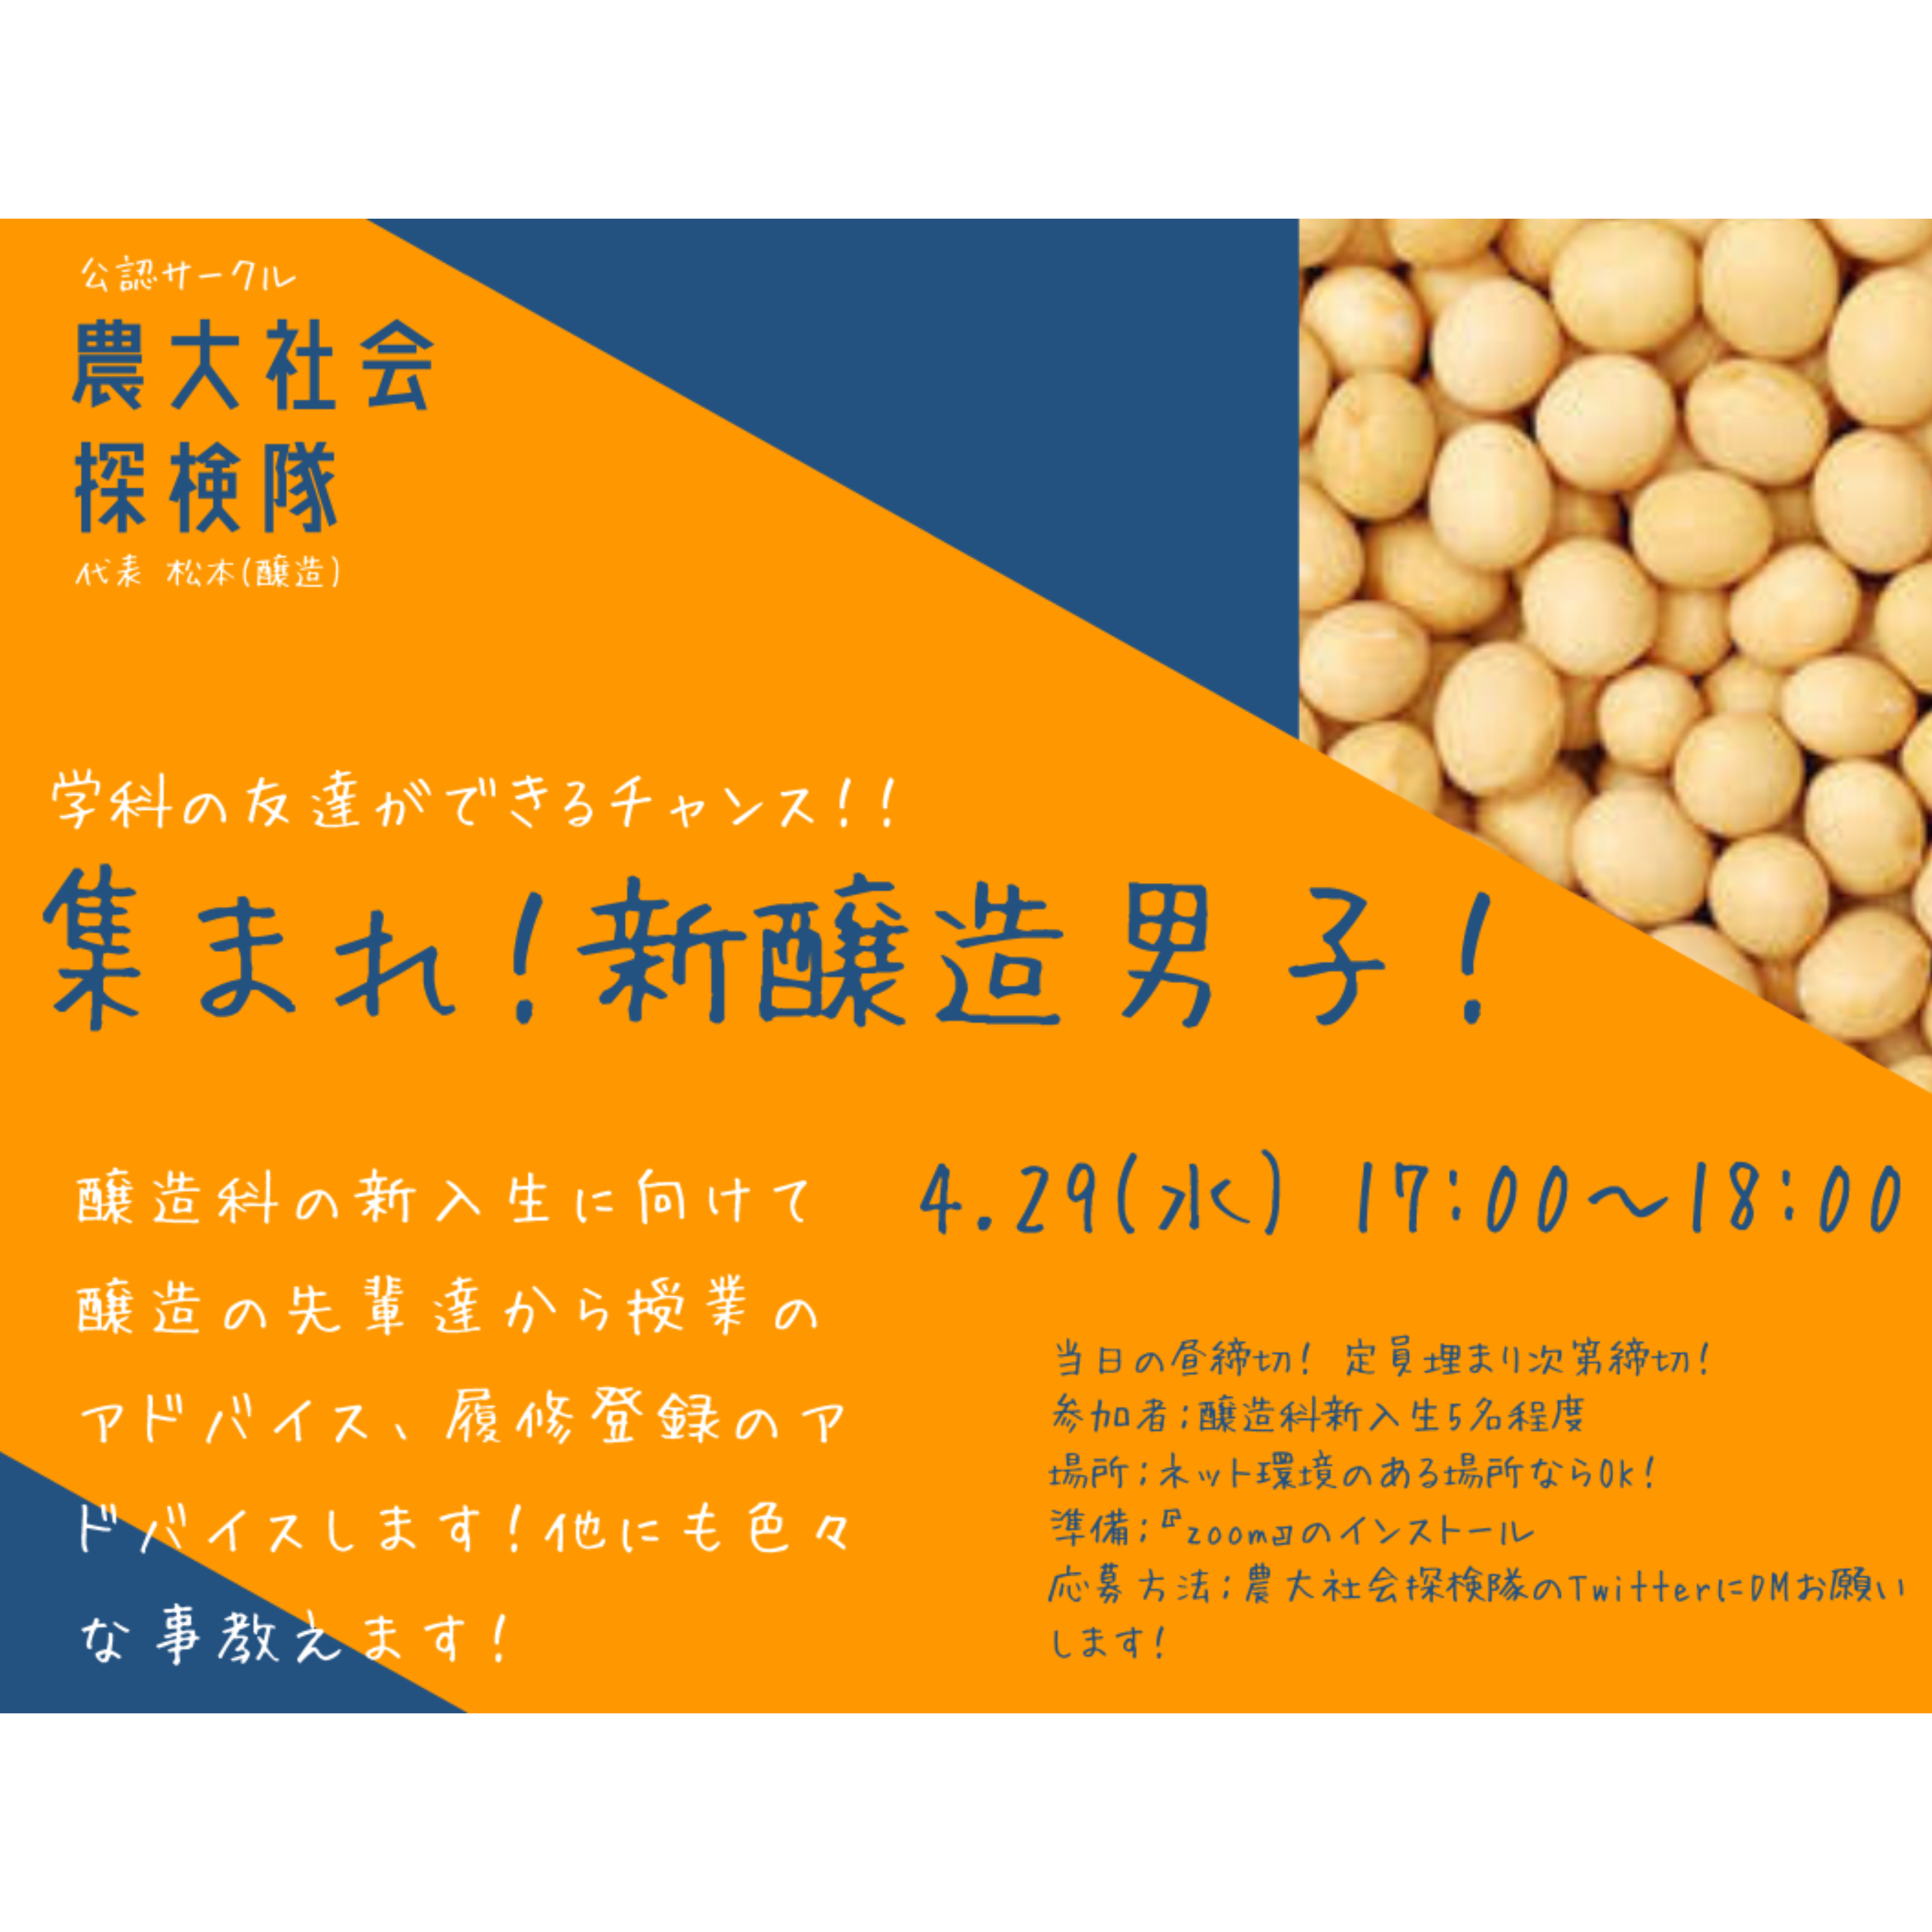 公認サークル
農大社会
探検隊
代表 松本(醸造)
学科の友達ができるチャンス!!
集まれ!新醸造男子!
醸造科の新入生に向けて
醸造の先輩達から授業の
アドバイス、履修登録のア
ドバイスします!他にも色々
な事教えます!
4.29(水) 17:00～18:00
当日の昼締切! 定員埋まり次第締切!
参加者;醸造科新入生5名程度
場所;ネット環境のある場所ならOk!
準備;『zoom』のインストール
応募方法;農大社会探検隊のTwitterにDMお願い
します!